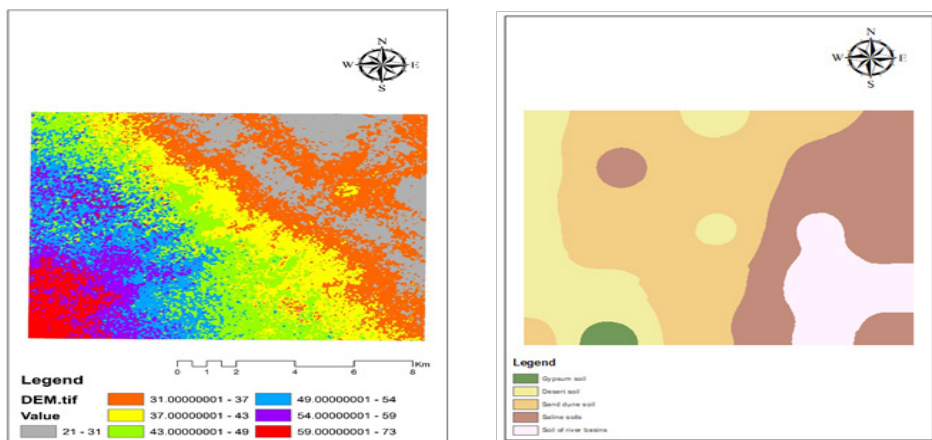 N
W E
S
0 1 2 4 6 8 Km
Legend
DEM.tif
Value
21 - 31
31.00000001 - 37
37.00000001 - 43
43.00000001 - 49
49.00000001 - 54
54.00000001 - 59
59.00000001 - 73
N
W E
S
Legend
Gypsum soil
Desert soil
Sand dune soil
Saline soils
Soil of river basins